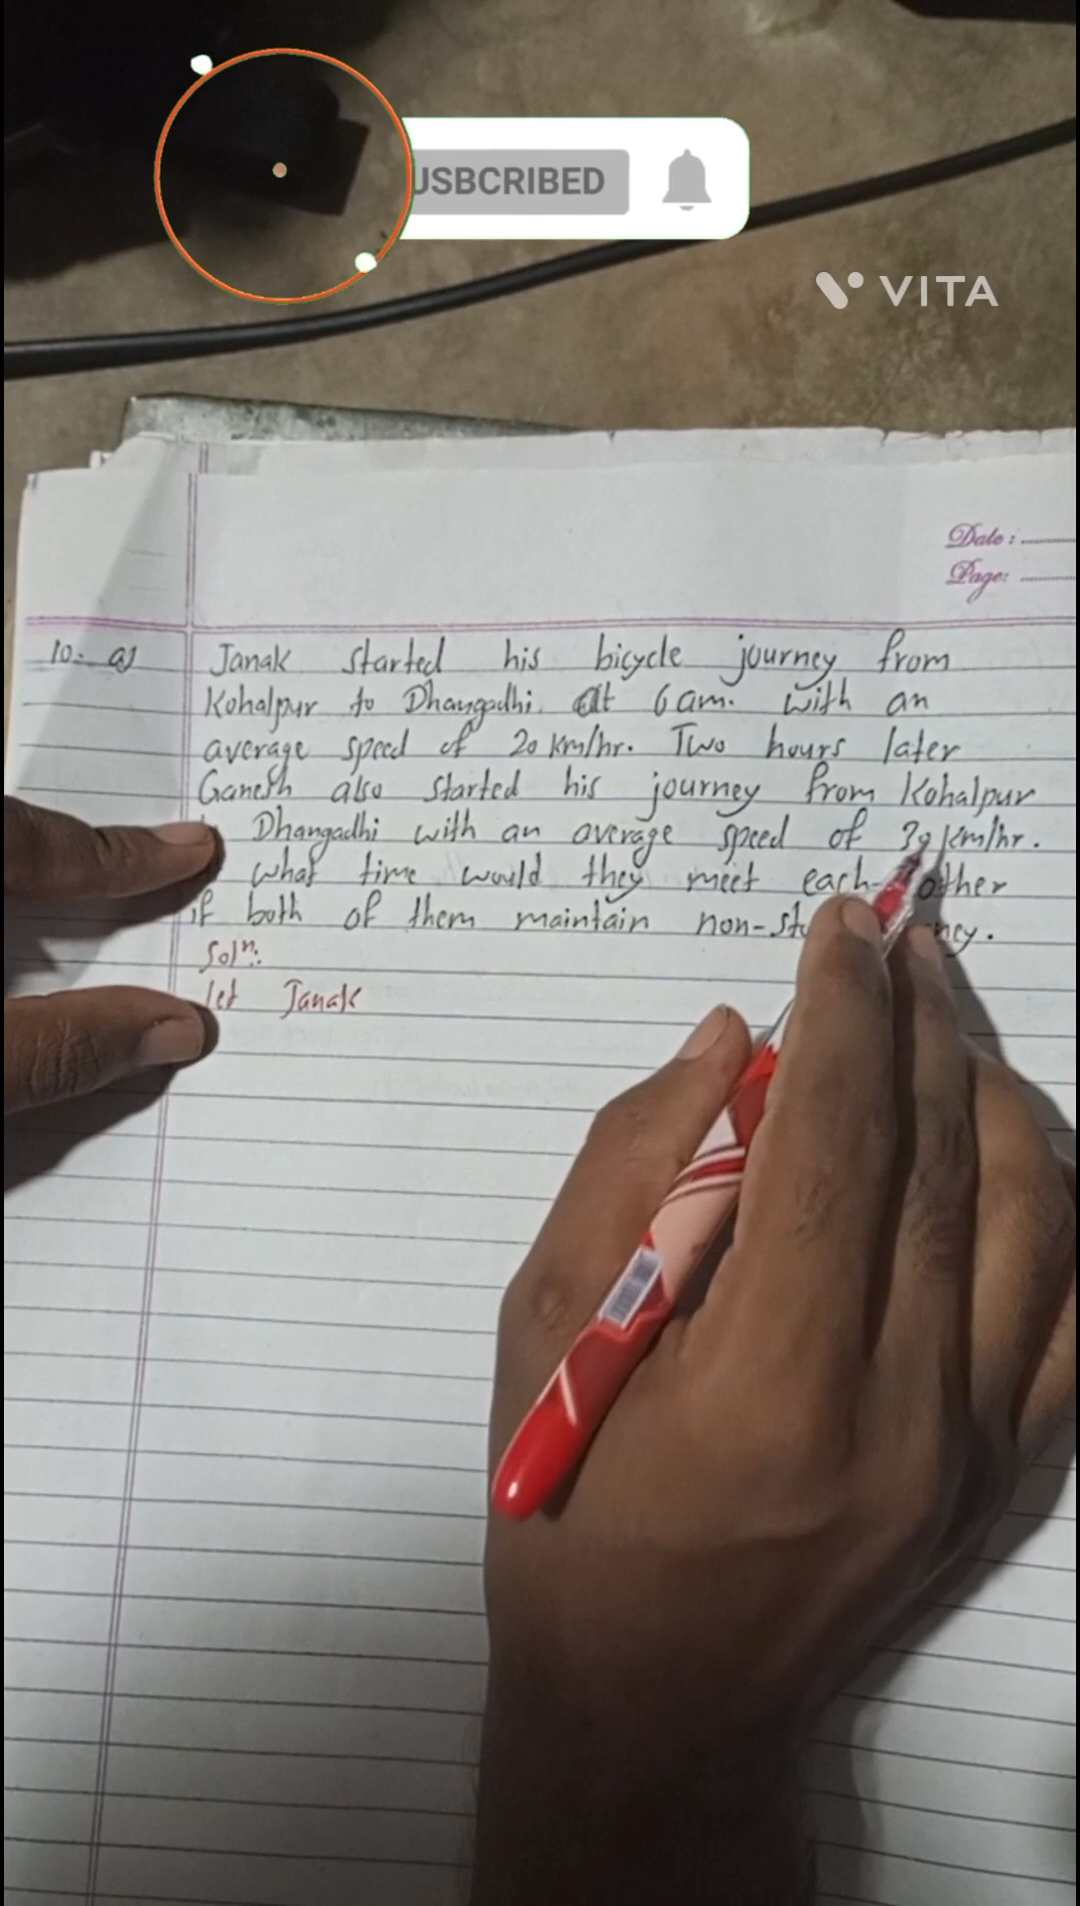 USBCRIBED
VITA
Date:
Page:
10. a) Janak started his bicycle journey from
Kohalpur to Dhangadhi. At 6 am. with an
average speed of 20 km/hr. Two hours later
Ganesh also started his journey from Kohalpur
Dhangadhi with an average speed of km/hr.
what time would they meet each other
if both of them maintain non-sto ney.
Solⁿ:
let Janak